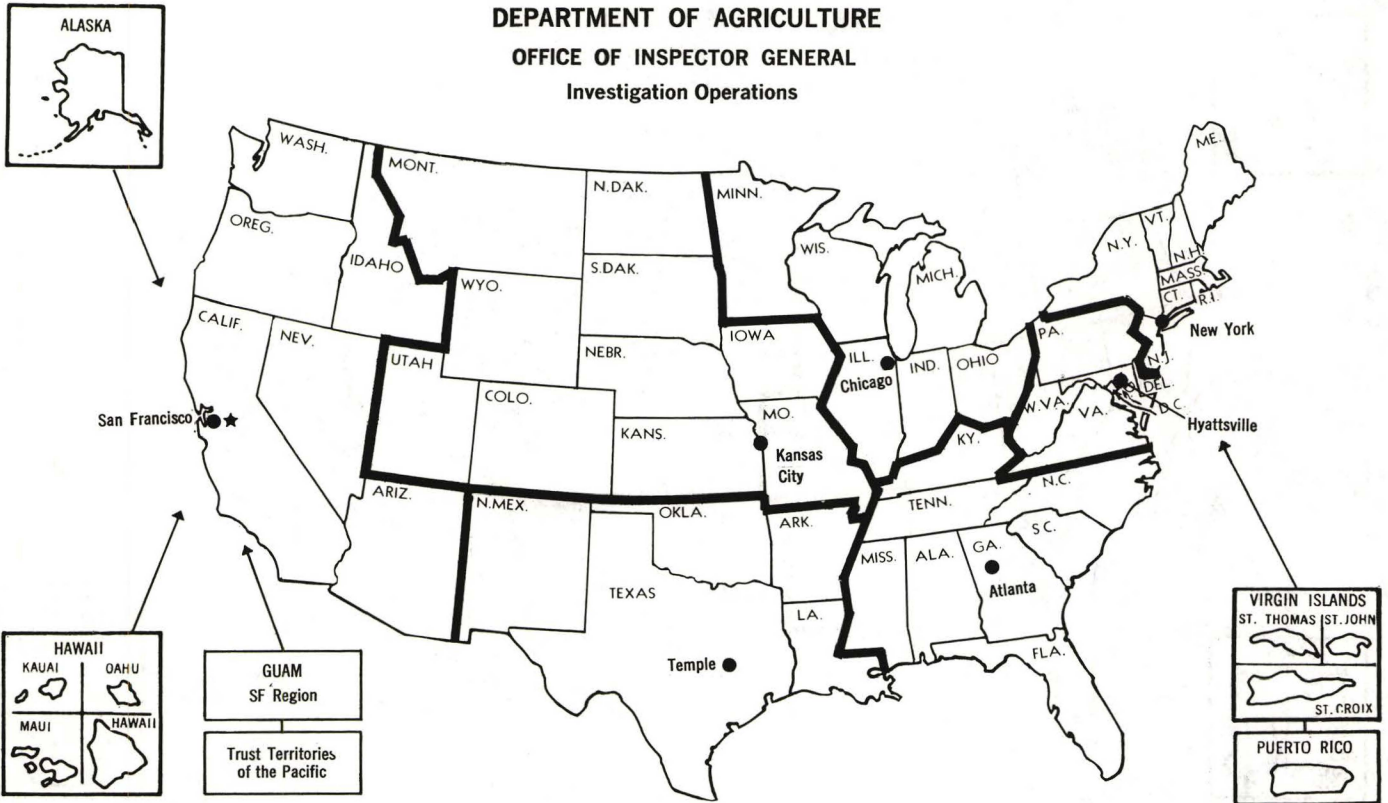 DEPARTMENT OF AGRICULTURE
OFFICE OF INSPECTOR GENERAL
Investigation Operations
ALASKA
WASH.
MONT.
N.DAK.
MINN.
ME.
OREG.
IDAHO
WYO.
S.DAK.
WIS.
MICH.
N.Y.
VT.
N.H.
MASS.
CT.
R.I.
CALIF.
NEV.
UTAH
COLO.
NEBR.
IOWA
ILL.
Chicago
IND.
OHIO
PA.
N.J.
New York
DEL.
MD.
D.C.
W.VA.
VA.
Hyattsville
San Francisco
KANS.
MO.
Kansas
City
KY.
ARIZ.
N.MEX.
OKLA.
ARK.
TENN.
N.C.
S.C.
TEXAS
LA.
MISS.
ALA.
GA.
Atlanta
FLA.
Temple
HAWAII
KAUAI
OAHU
MAUI
HAWAII
GUAM
SF Region
Trust Territories
of the Pacific
VIRGIN ISLANDS
ST. THOMAS
ST. JOHN
ST. CROIX
PUERTO RICO